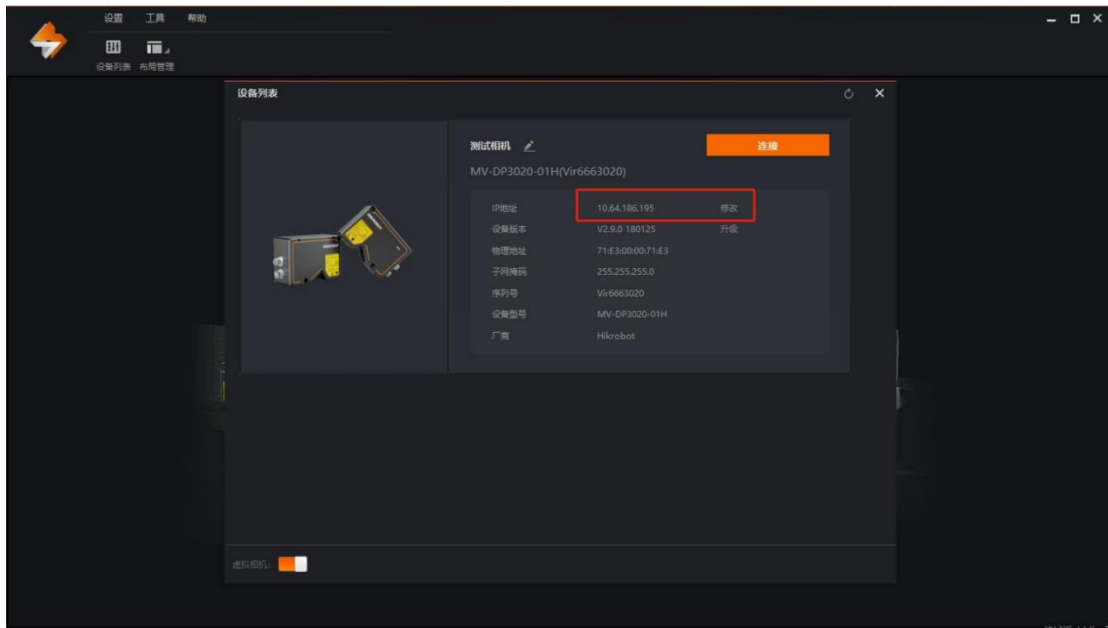 设置 工具 帮助
设备列表 布局管理
设备列表
测试相机 连接
MV-DP3020-01H(Vir6663020)
IP地址 10.64.186.195 修改
设备版本 V2.9.0 180125 升级
物理地址 71:E3:00:00:71:E3
子网掩码 255.255.255.0
序列号 Vir6663020
设备型号 MV-DP3020-01H
厂商 Hikrobot
虚拟相机: